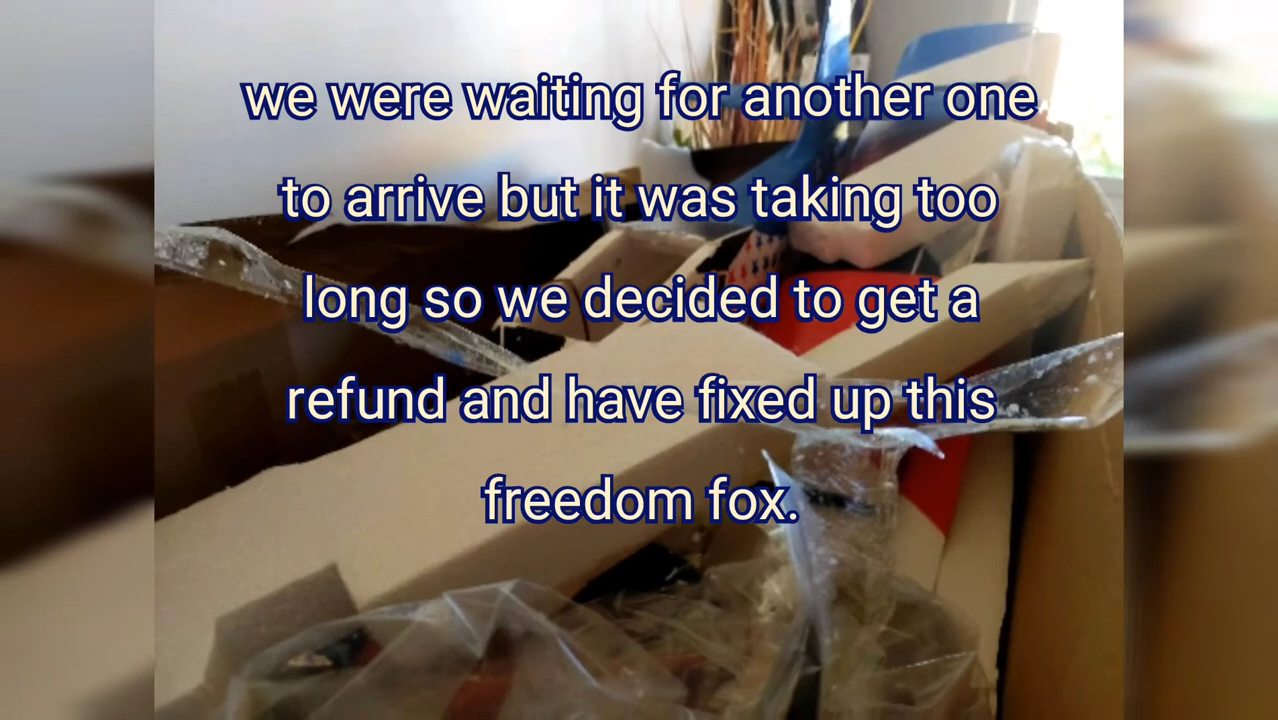 we were waiting for another one
to arrive but it was taking too
long so we decided to get a
refund and have fixed up this
freedom fox.